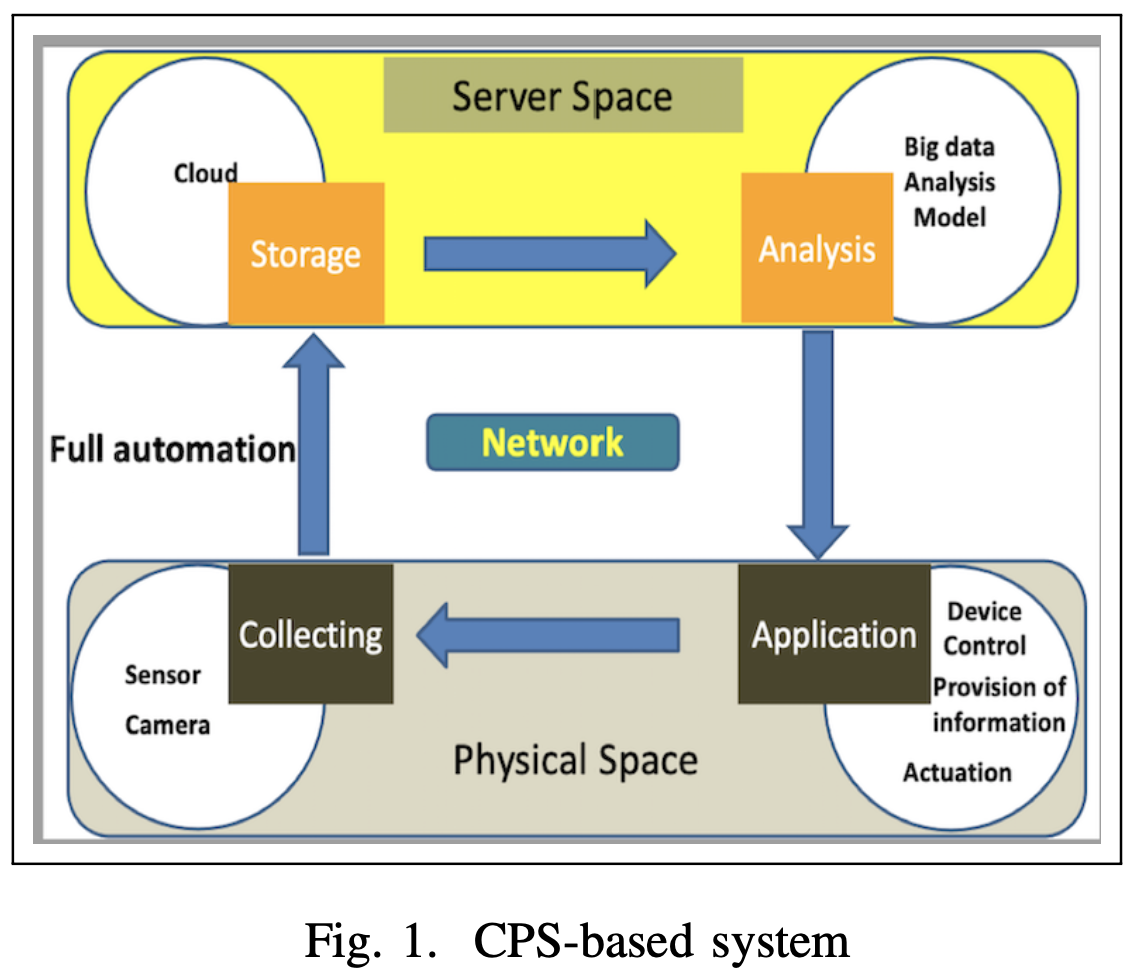 Server Space
Cloud
Storage
Analysis
Big data
Analysis
Model
Full automation
Network
Collecting
Sensor
Camera
Application
Device
Control
Provision of
information
Actuation
Physical Space
Fig. 1. CPS-based system